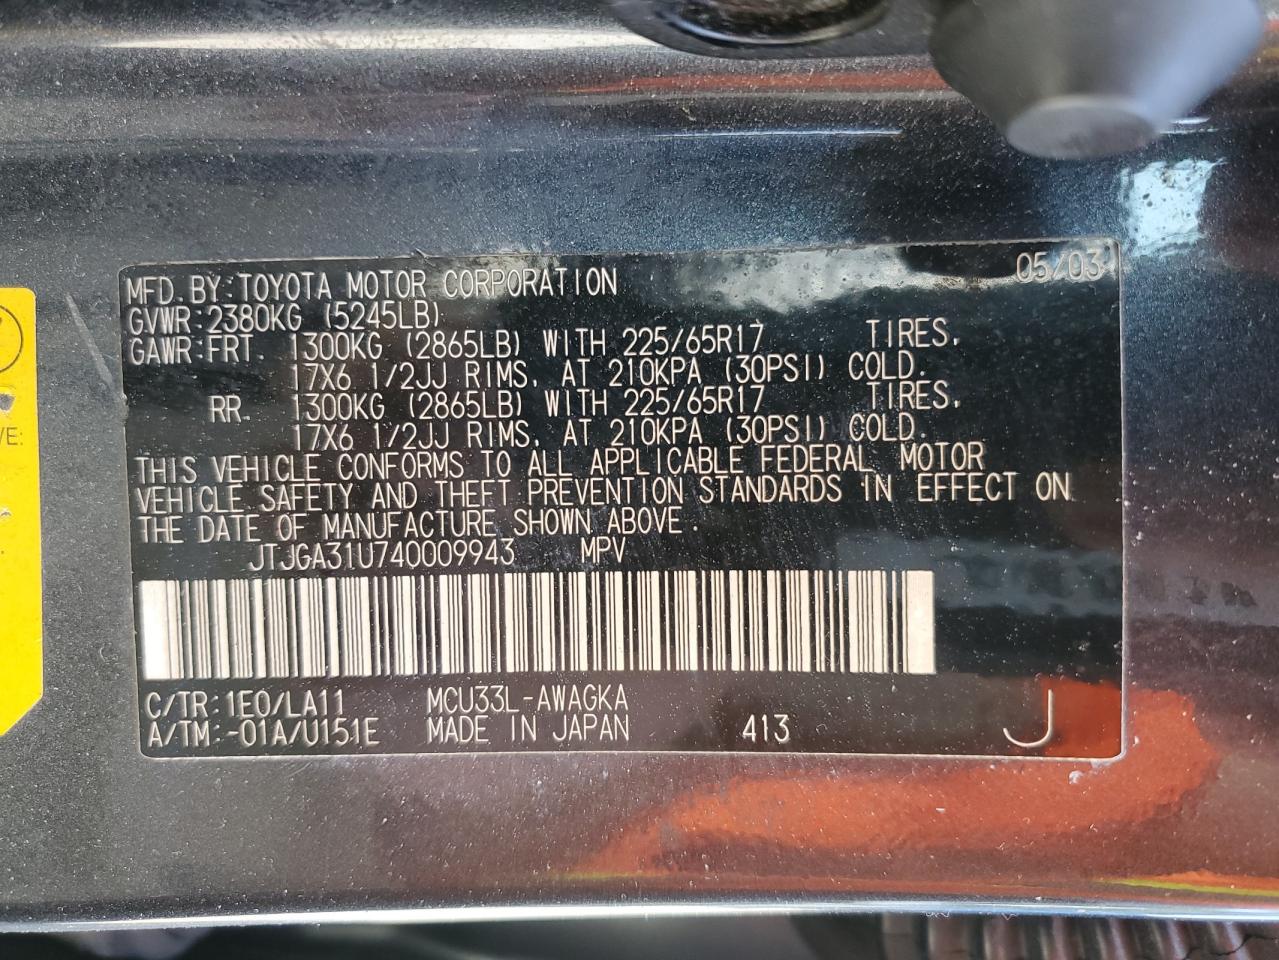 MFD. BY: TOYOTA MOTOR CORPORATION 05/03
GVWR: 2380KG (5245LB)
GAWR: FRT. 1300KG (2865LB) WITH 225/65R17 TIRES,
17X6 1/2JJ RIMS, AT 210KPA (30PSI) COLD.
RR. 1300KG (2865LB) WITH 225/65R17 TIRES,
17X6 1/2JJ RIMS, AT 210KPA (30PSI) COLD.
THIS VEHICLE CONFORMS TO ALL APPLICABLE FEDERAL MOTOR
VEHICLE SAFETY AND THEFT PREVENTION STANDARDS IN EFFECT ON
THE DATE OF MANUFACTURE SHOWN ABOVE.
JTJGA31U740009943 MPV
C/TR: 1E0/LA11 MCU33L-AWAGKA
A/TM: -01A/U151E MADE IN JAPAN 413 J